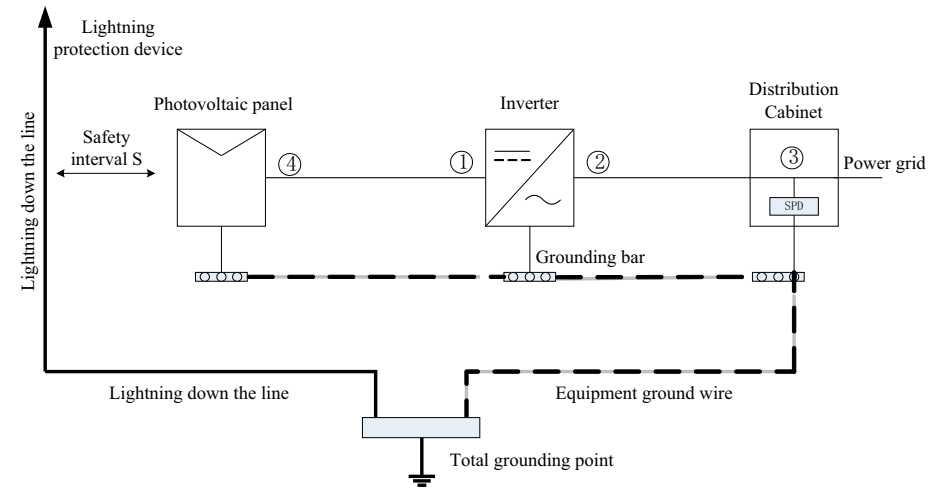 Lightning
protection device
Distribution
Cabinet
Photovoltaic panel
Inverter
Lightning down the line
Safety
interval S
④
①
②
③
Power grid
SPD
Grounding bar
Lightning down the line
Equipment ground wire
Total grounding point